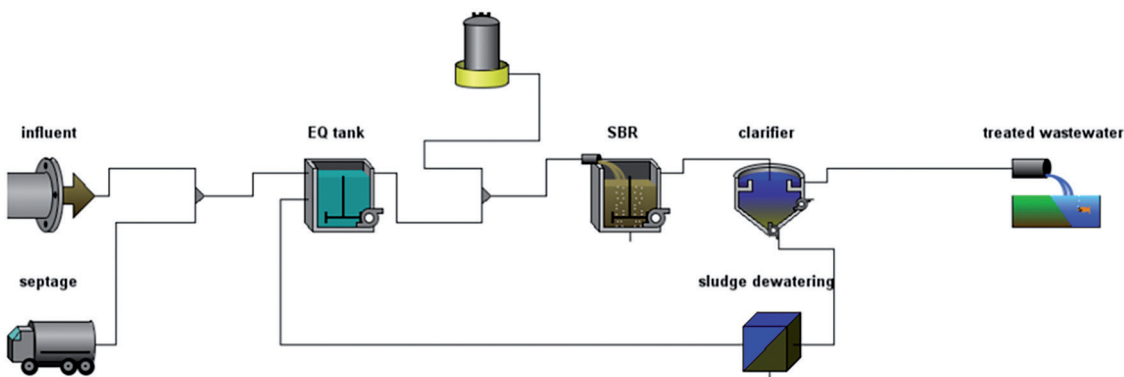 influent
EQ tank
SBR
clarifier
treated wastewater
septage
sludge dewatering